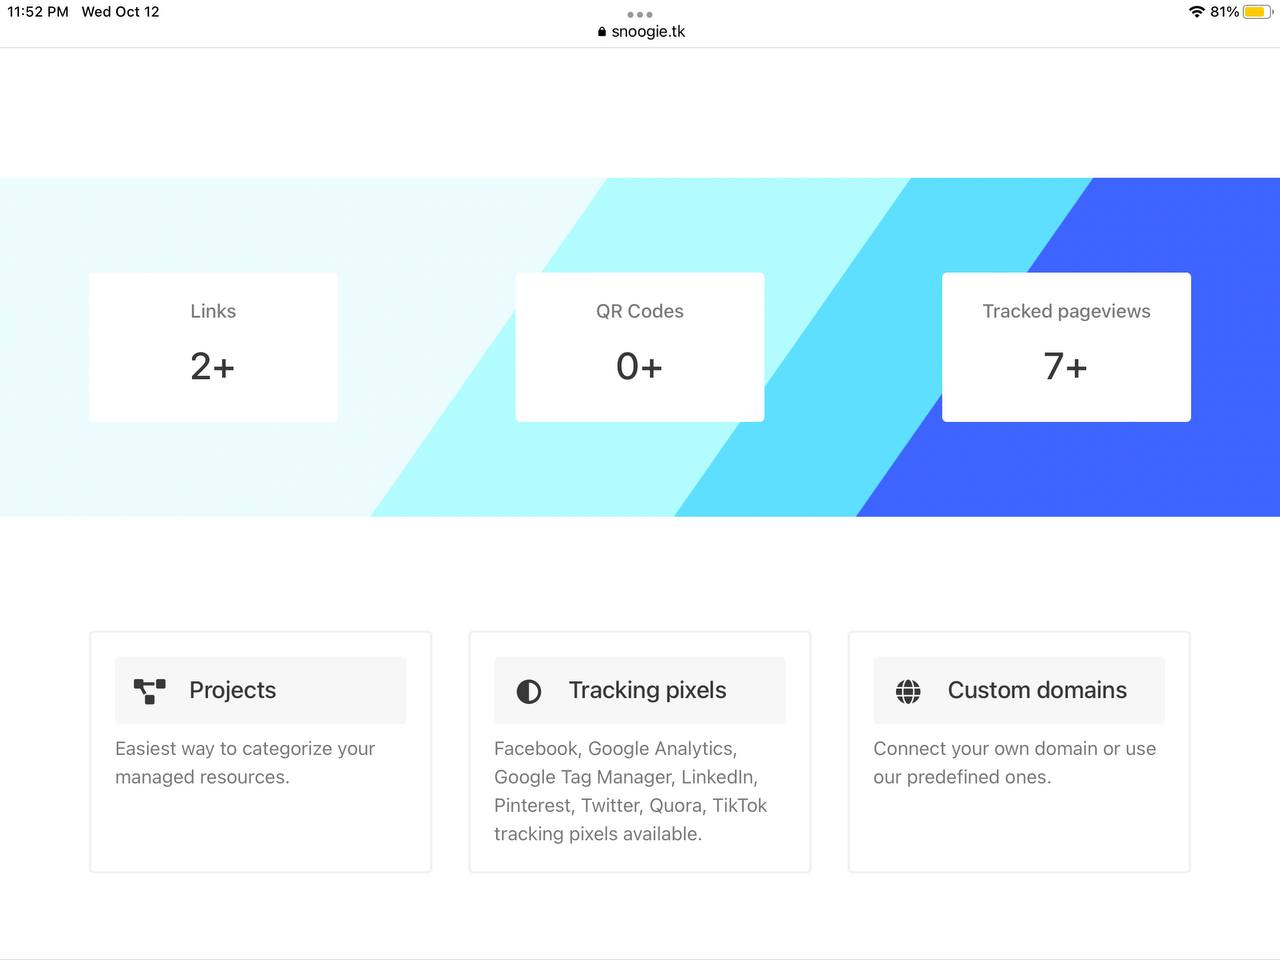 11:52 PM Wed Oct 12
81%
snoogie.tk
Links
2+
QR Codes
0+
Tracked pageviews
7+
Projects
Easiest way to categorize your
managed resources.
Tracking pixels
Facebook, Google Analytics,
Google Tag Manager, LinkedIn,
Pinterest, Twitter, Quora, TikTok
tracking pixels available.
Custom domains
Connect your own domain or use
our predefined ones.